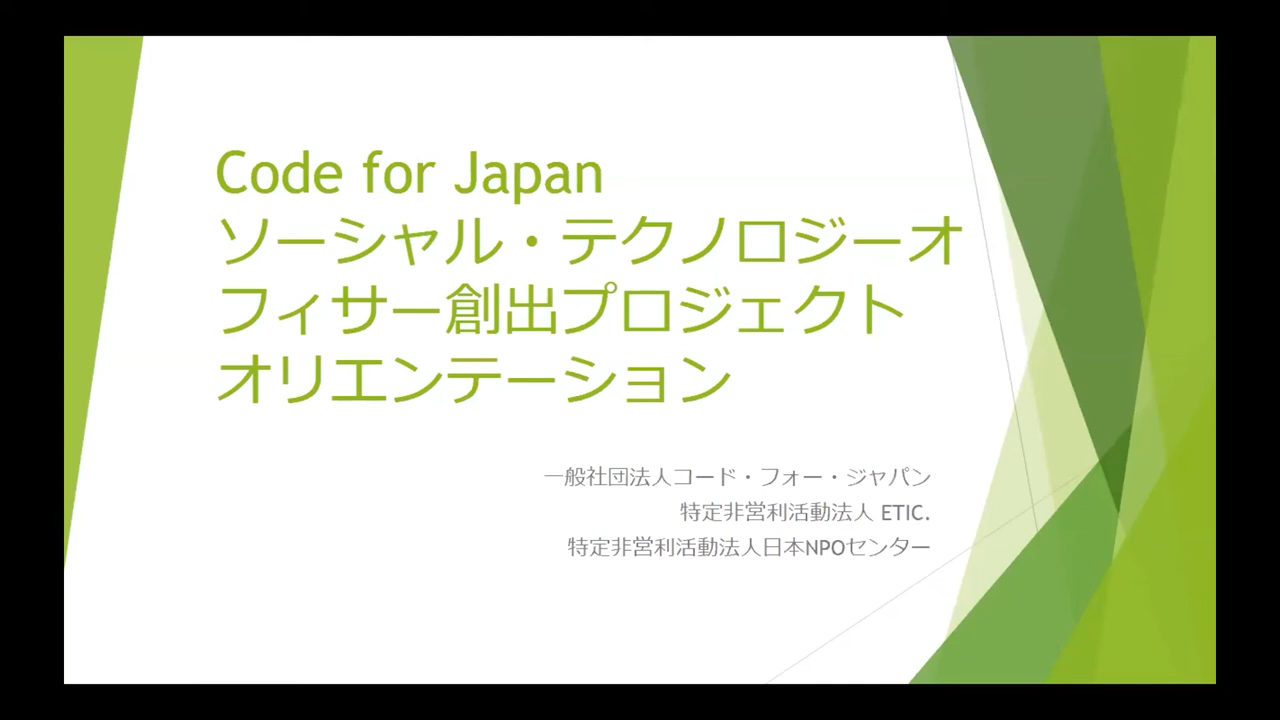 Code for Japan
ソーシャル・テクノロジーオ
フィサー創出プロジェクト
オリエンテーション
一般社団法人コード・フォー・ジャパン
特定非営利活動法人 ETIC.
特定非営利活動法人日本NPOセンター